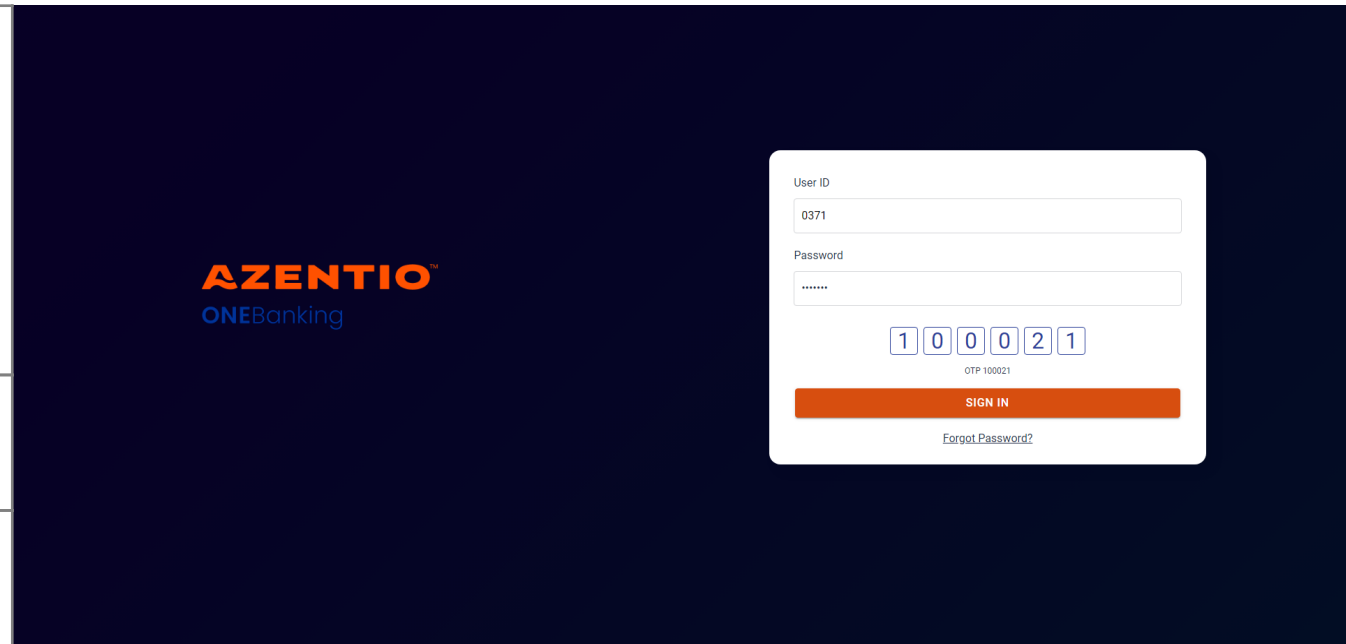 AZENTIO™
ONEBanking
User ID
0371
Password
•••••••
1 0 0 0 2 1
OTP 100021
SIGN IN
Forgot Password?